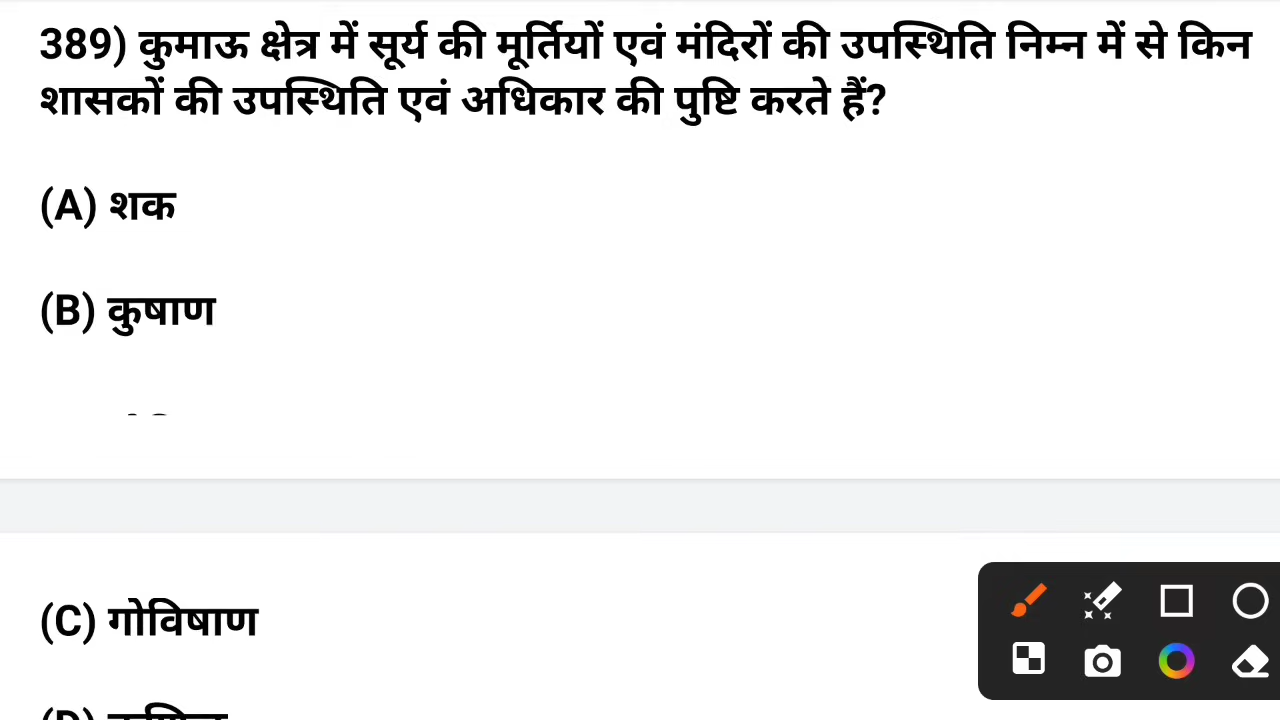 389) कुमाऊ क्षेत्र में सूर्य की मूर्तियों एवं मंदिरों की उपस्थिति निम्न में से किन
शासकों की उपस्थिति एवं अधिकार की पुष्टि करते हैं?
(A) शक
(B) कुषाण
(C) गोविषाण
(D)